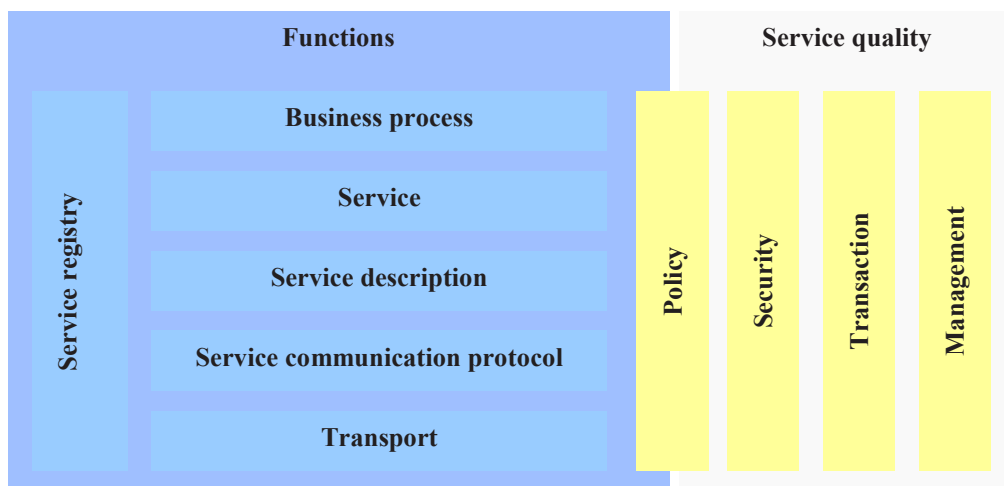 Functions
Service quality
Service registry
Business process
Service
Service description
Service communication protocol
Transport
Policy
Security
Transaction
Management